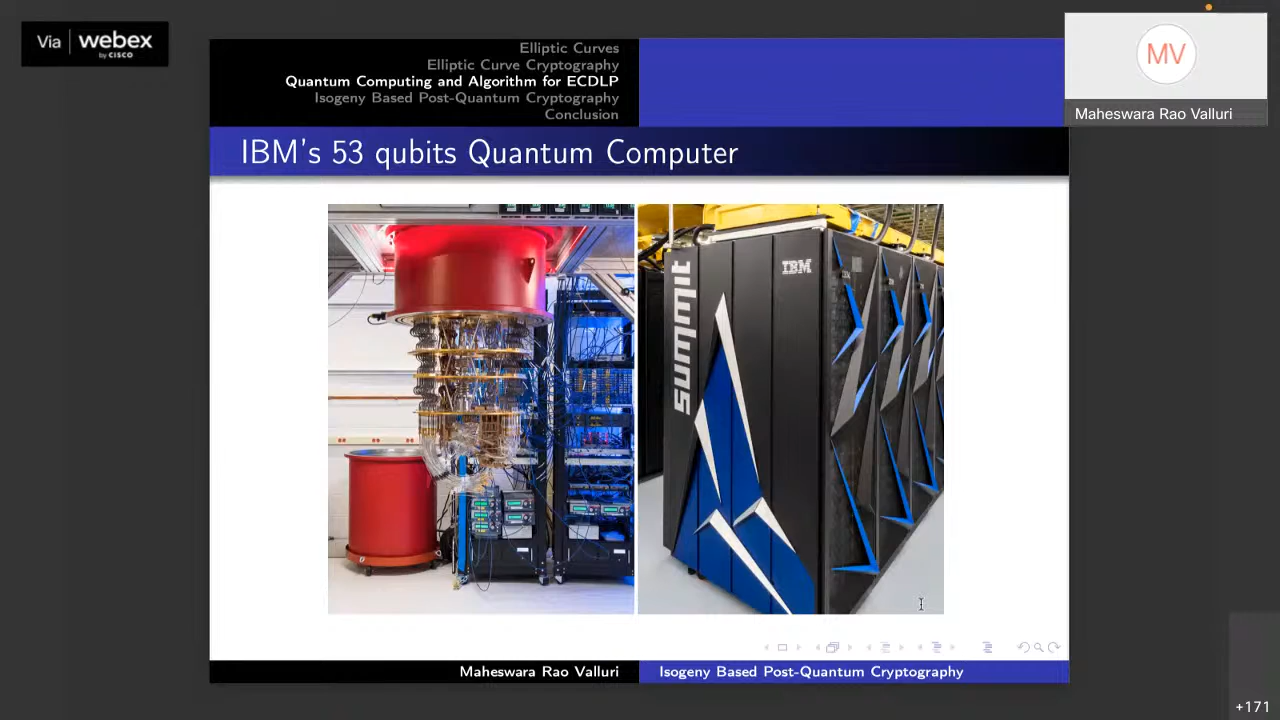 Via webex
by CISCO
Elliptic Curves
Elliptic Curve Cryptography
Quantum Computing and Algorithm for ECDLP
Isogeny Based Post-Quantum Cryptography
Conclusion
MV
Maheswara Rao Valluri
IBM's 53 qubits Quantum Computer
summit
IBM
Maheswara Rao Valluri
Isogeny Based Post-Quantum Cryptography
+171